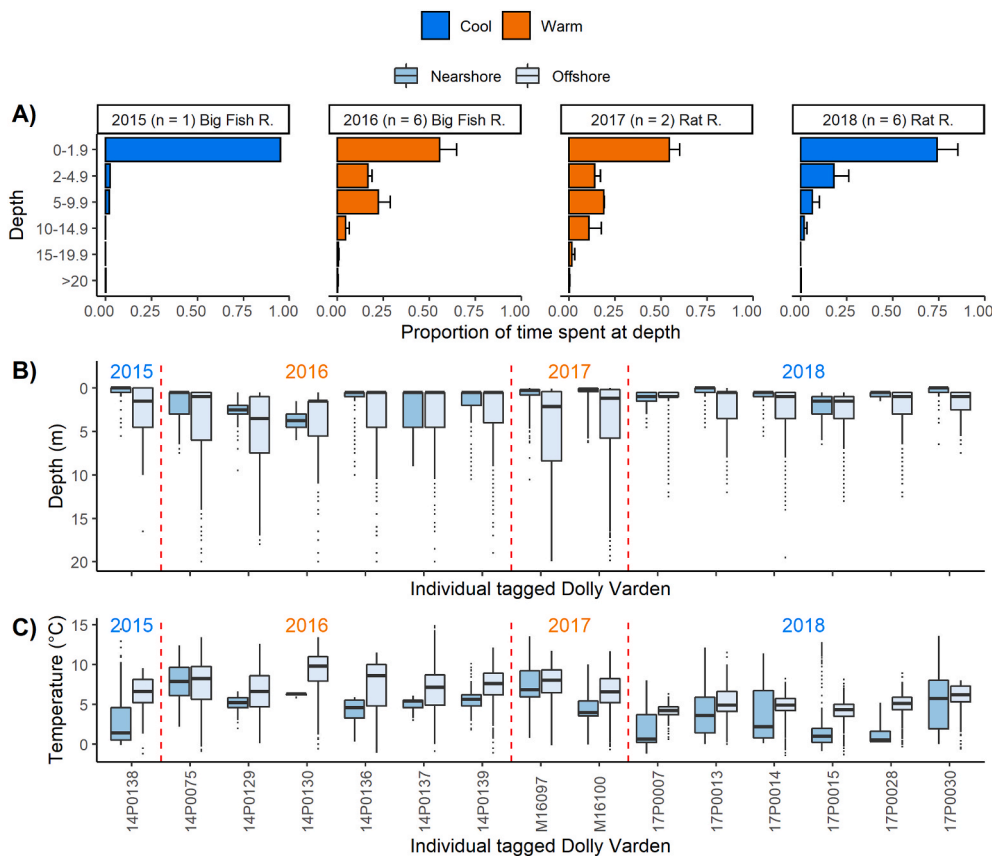 Cool Warm
Nearshore Offshore
A)
2015 (n = 1) Big Fish R. 2016 (n = 6) Big Fish R. 2017 (n = 2) Rat R. 2018 (n = 6) Rat R.
Depth
0-1.9
2-4.9
5-9.9
10-14.9
15-19.9
>20
0.00 0.25 0.50 0.75 1.00 0.00 0.25 0.50 0.75 1.00 0.00 0.25 0.50 0.75 1.00 0.00 0.25 0.50 0.75 1.00
Proportion of time spent at depth
B)
2015 2016 2017 2018
Depth (m)
0
5
10
15
20
Individual tagged Dolly Varden
C)
2015 2016 2017 2018
Temperature (°C)
15
10
5
0
14P0138 14P0075 14P0129 14P0130 14P0136 14P0137 14P0139 M16097 M16100 17P0007 17P0013 17P0014 17P0015 17P0028 17P0030
Individual tagged Dolly Varden